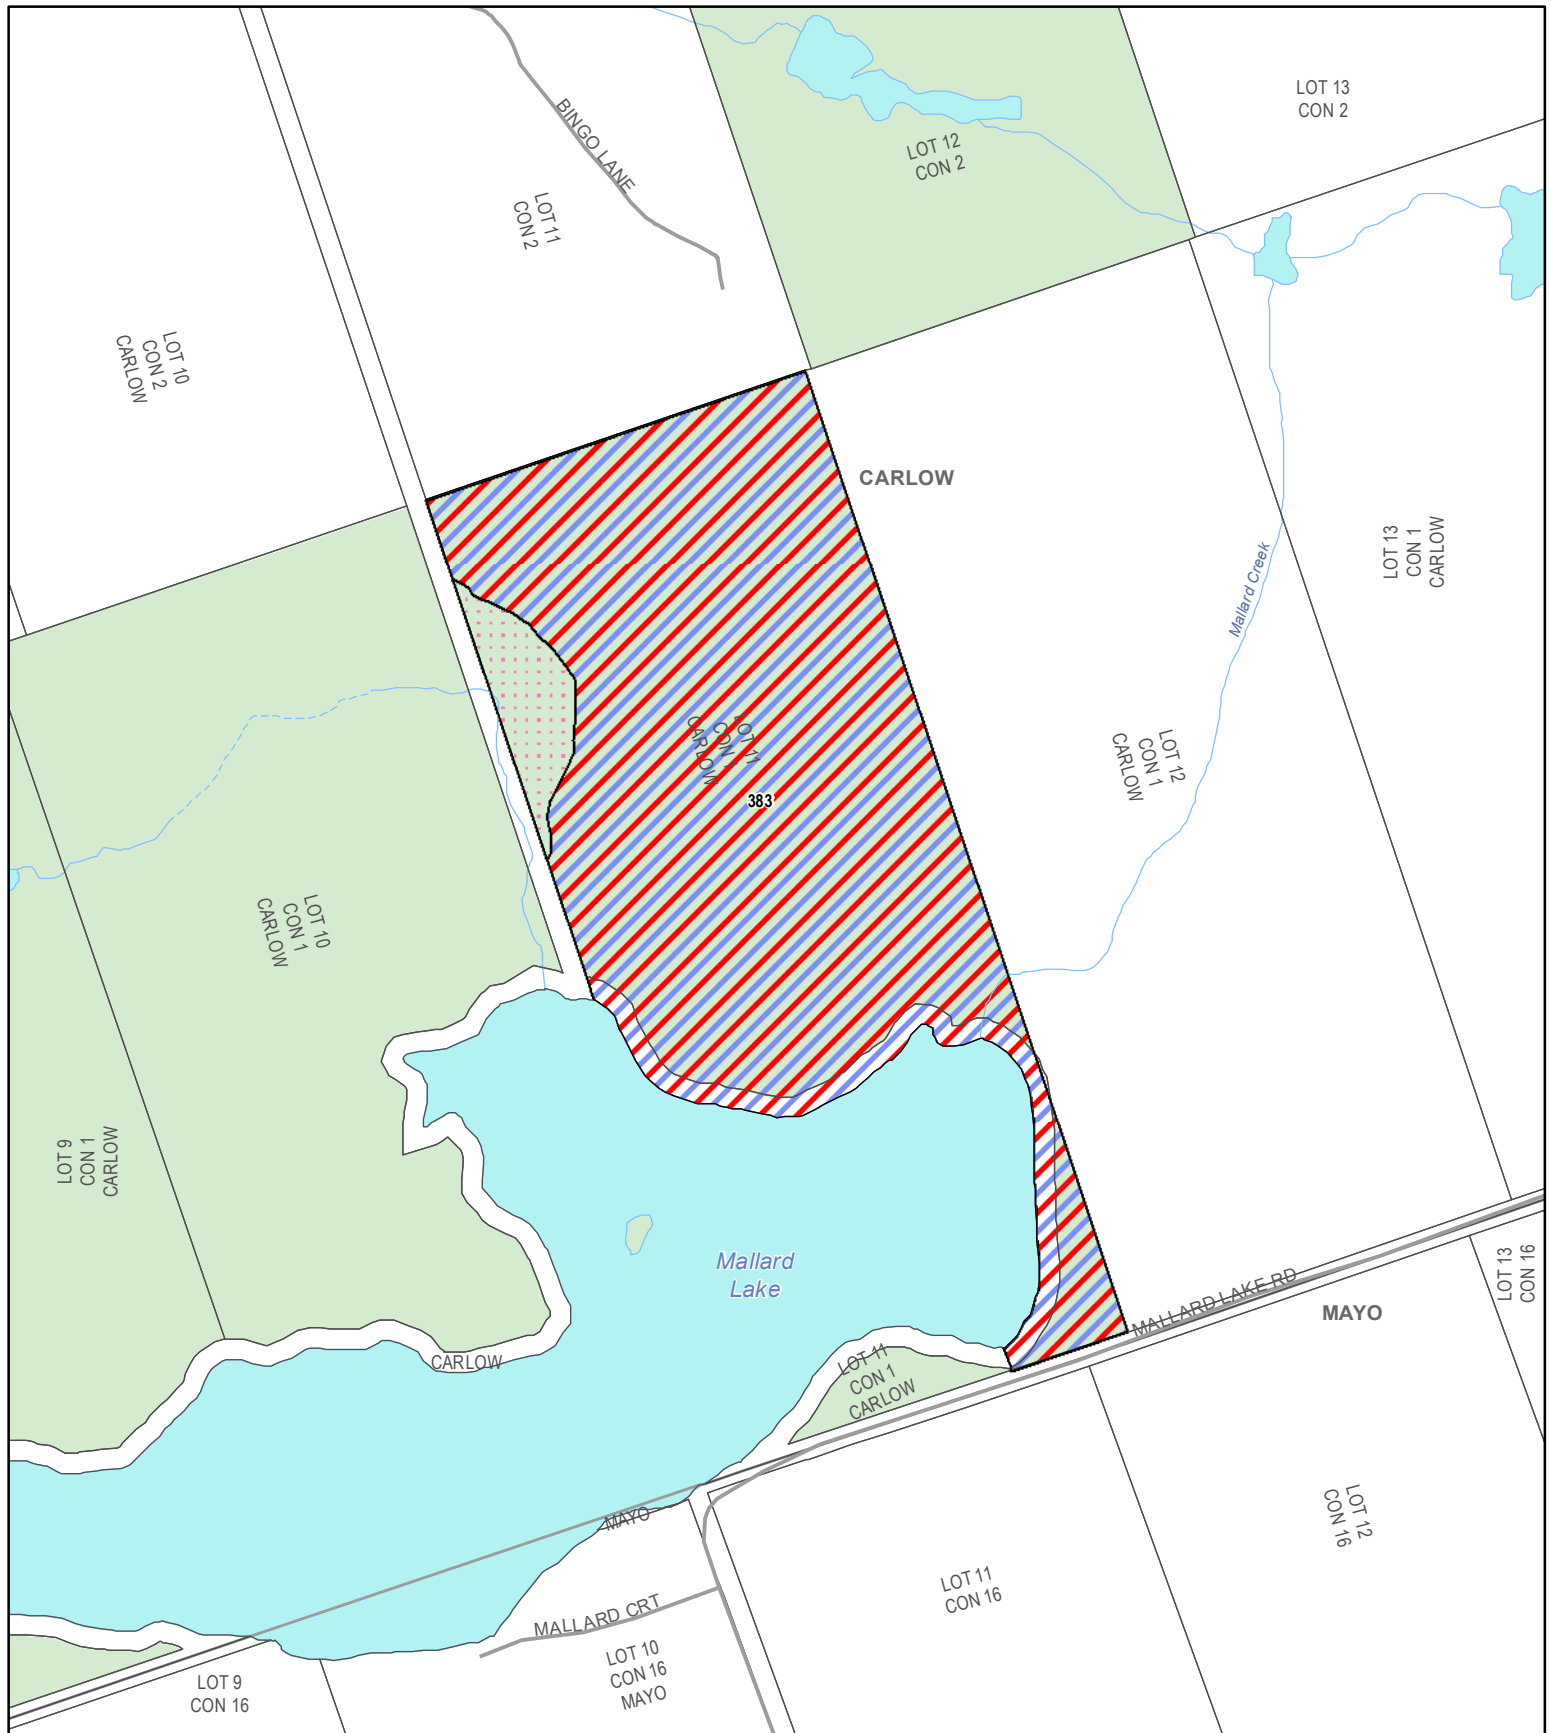 LOT 13
CON 2
BINGO LANE
LOT 12
CON 2
LOT 11
CON 2
LOT 10
CON 2
CARLOW
CARLOW
LOT 13
CON 1
CARLOW
Mallard Creek
LOT 11
CON 1
CARLOW
383
LOT 12
CON 1
CARLOW
LOT 10
CON 1
CARLOW
LOT 9
CON 1
CARLOW
Mallard
Lake
MALLARD LAKE RD
MAYO
LOT 13
CON 16
CARLOW
LOT 11
CON 1
CARLOW
MAYO
LOT 12
CON 16
LOT 11
CON 16
MALLARD CRT
LOT 10
CON 16
MAYO
LOT 9
CON 16